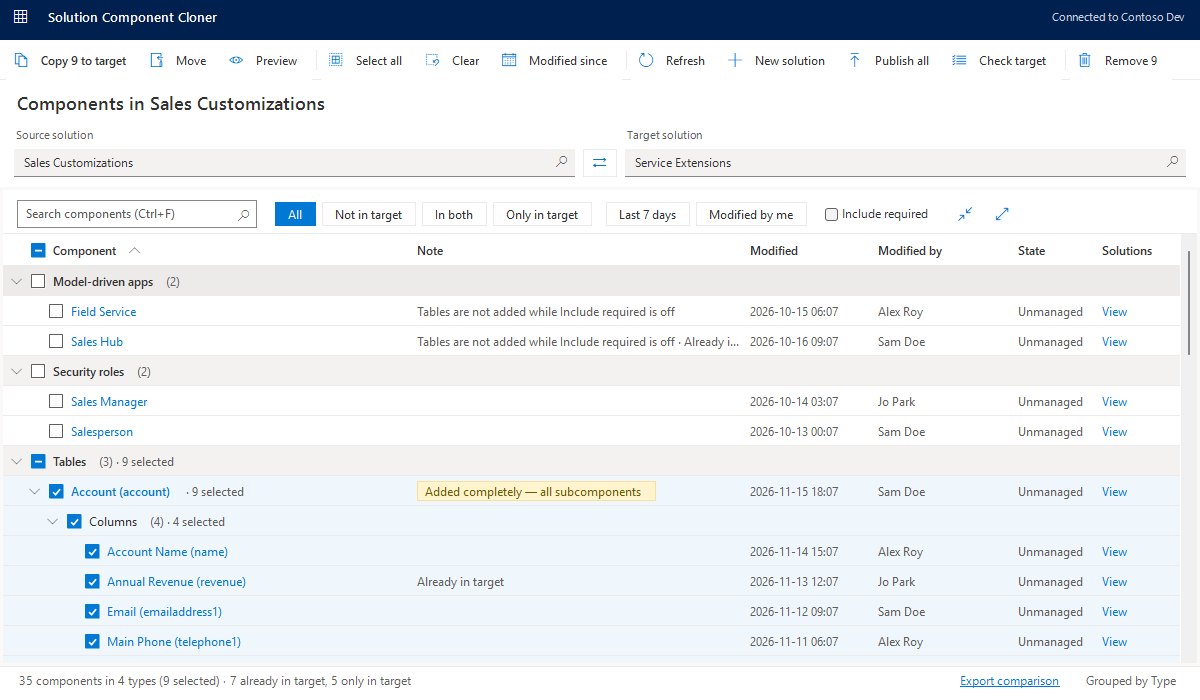 Solution Component Cloner Connected to Contoso Dev
Copy 9 to target Move Preview Select all Clear Modified since Refresh New solution Publish all Check target Remove 9
Components in Sales Customizations
Source solution Target solution
Sales Customizations Service Extensions
Search components (Ctrl+F) All Not in target In both Only in target Last 7 days Modified by me Include required
Component Note Modified Modified by State Solutions
Model-driven apps (2)
Field Service Tables are not added while Include required is off 2026-10-15 06:07 Alex Roy Unmanaged View
Sales Hub Tables are not added while Include required is off · Already i... 2026-10-16 09:07 Sam Doe Unmanaged View
Security roles (2)
Sales Manager 2026-10-14 03:07 Jo Park Unmanaged View
Salesperson 2026-10-13 00:07 Sam Doe Unmanaged View
Tables (3) · 9 selected
Account (account) · 9 selected Added completely — all subcomponents 2026-11-15 18:07 Sam Doe Unmanaged View
Columns (4) · 4 selected
Account Name (name) 2026-11-14 15:07 Alex Roy Unmanaged View
Annual Revenue (revenue) Already in target 2026-11-13 12:07 Jo Park Unmanaged View
Email (emailaddress1) 2026-11-12 09:07 Sam Doe Unmanaged View
Main Phone (telephone1) 2026-11-11 06:07 Alex Roy Unmanaged View
35 components in 4 types (9 selected) · 7 already in target, 5 only in target Export comparison Grouped by Type